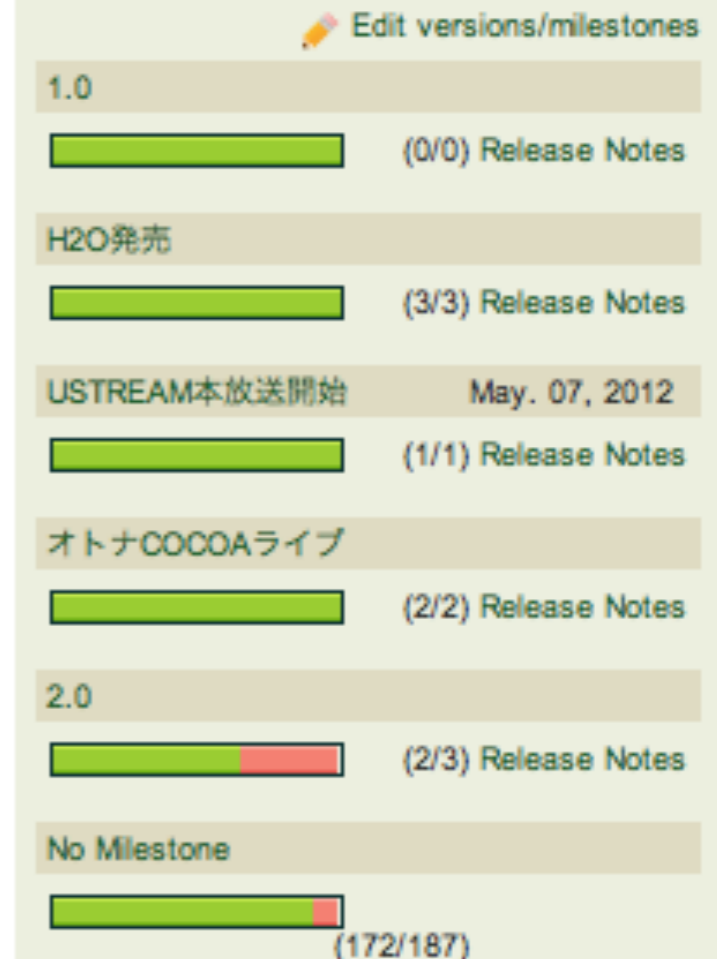 Edit versions/milestones
1.0
(0/0) Release Notes
H2O発売
(3/3) Release Notes
USTREAM本放送開始 May. 07, 2012
(1/1) Release Notes
オトナCOCOAライブ
(2/2) Release Notes
2.0
(2/3) Release Notes
No Milestone
(172/187)